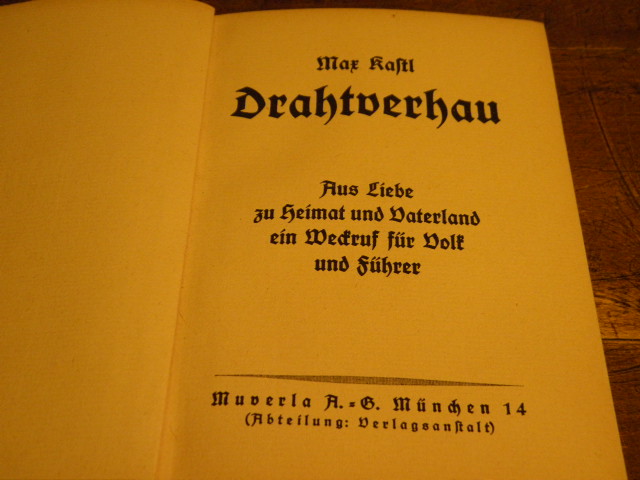 Max Kastl
Drahtverhau
Aus Liebe
zu Heimat und Vaterland
ein Weckruf für Volk
und Führer
Muverla A.=G. München 14
(Abteilung: Verlagsanstalt)